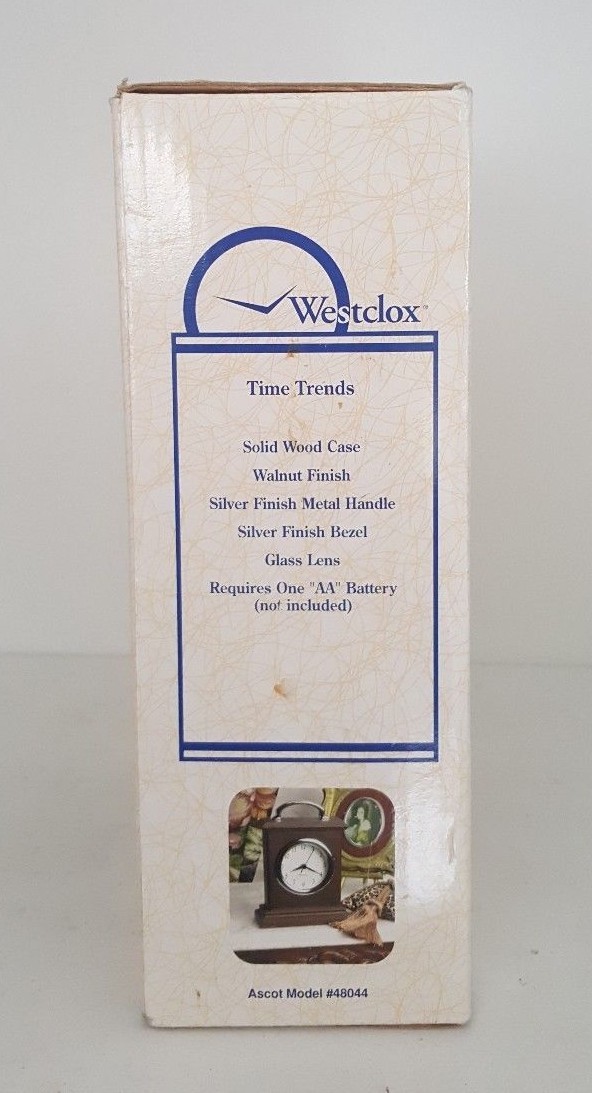 Westclox™
Time Trends
Solid Wood Case
Walnut Finish
Silver Finish Metal Handle
Silver Finish Bezel
Glass Lens
Requires One "AA" Battery
(not included)
Ascot Model #48044